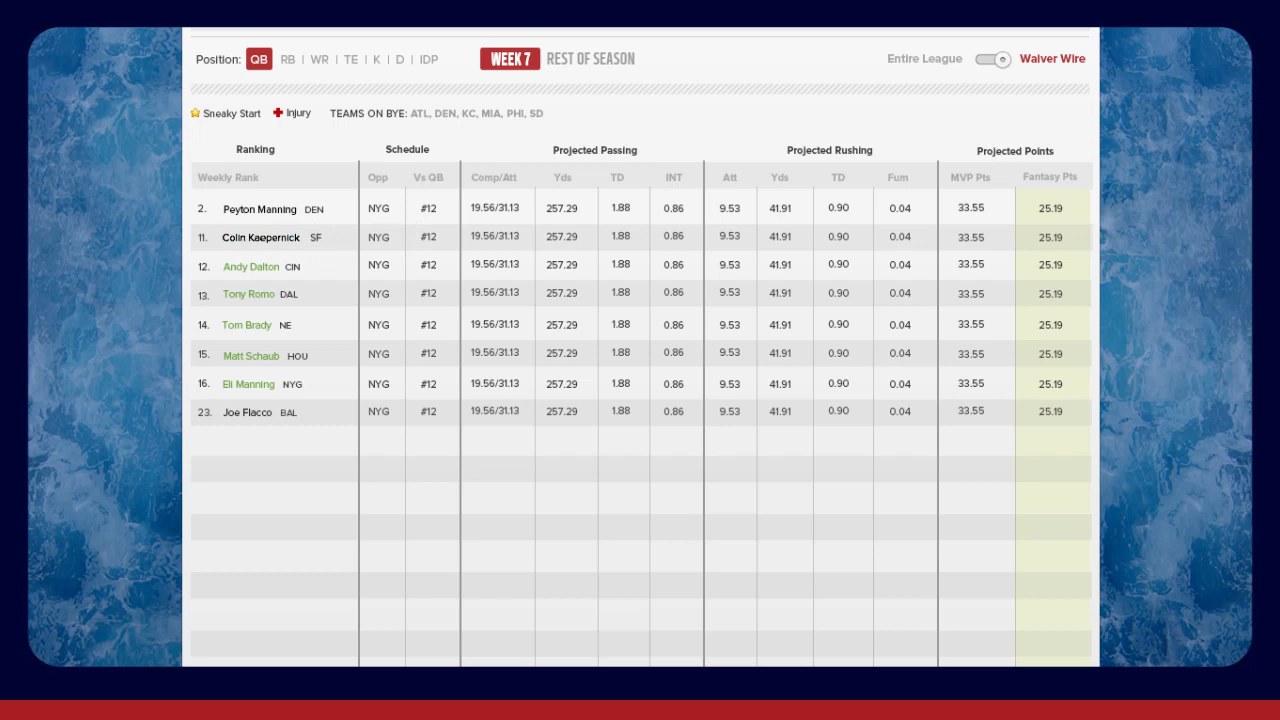 Position: QB RB | WR | TE | K | D | IDP WEEK 7 REST OF SEASON Entire League Waiver Wire
Sneaky Start Injury TEAMS ON BYE: ATL, DEN, KC, MIA, PHI, SD
Ranking Schedule Projected Passing Projected Rushing Projected Points
Weekly Rank Opp Vs QB Comp/Att Yds TD INT Att Yds TD Fum MVP Pts Fantasy Pts
2. Peyton Manning DEN NYG #12 19.56/31.13 257.29 1.88 0.86 9.53 41.91 0.90 0.04 33.55 25.19
11. Colin Kaepernick SF NYG #12 19.56/31.13 257.29 1.88 0.86 9.53 41.91 0.90 0.04 33.55 25.19
12. Andy Dalton CIN NYG #12 19.56/31.13 257.29 1.88 0.86 9.53 41.91 0.90 0.04 33.55 25.19
13. Tony Romo DAL NYG #12 19.56/31.13 257.29 1.88 0.86 9.53 41.91 0.90 0.04 33.55 25.19
14. Tom Brady NE NYG #12 19.56/31.13 257.29 1.88 0.86 9.53 41.91 0.90 0.04 33.55 25.19
15. Matt Schaub HOU NYG #12 19.56/31.13 257.29 1.88 0.86 9.53 41.91 0.90 0.04 33.55 25.19
16. Eli Manning NYG NYG #12 19.56/31.13 257.29 1.88 0.86 9.53 41.91 0.90 0.04 33.55 25.19
23. Joe Flacco BAL NYG #12 19.56/31.13 257.29 1.88 0.86 9.53 41.91 0.90 0.04 33.55 25.19